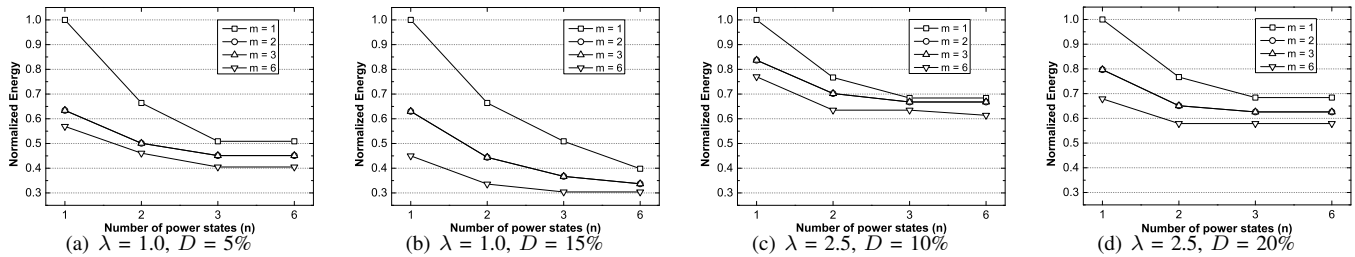 1.0
0.9
0.8
0.7
0.6
0.5
0.4
0.3
Normalized Energy
m = 1
m = 2
m = 3
m = 6
1 2 3 6
Number of power states (n)
(a) λ = 1.0, D = 5%
1.0
0.9
0.8
0.7
0.6
0.5
0.4
0.3
Normalized Energy
m = 1
m = 2
m = 3
m = 6
1 2 3 6
Number of power states (n)
(b) λ = 1.0, D = 15%
1.0
0.9
0.8
0.7
0.6
0.5
0.4
0.3
Normalized Energy
m = 1
m = 2
m = 3
m = 6
1 2 3 6
Number of power states (n)
(c) λ = 2.5, D = 10%
1.0
0.9
0.8
0.7
0.6
0.5
0.4
0.3
Normalized Energy
m = 1
m = 2
m = 3
m = 6
1 2 3 6
Number of power states (n)
(d) λ = 2.5, D = 20%